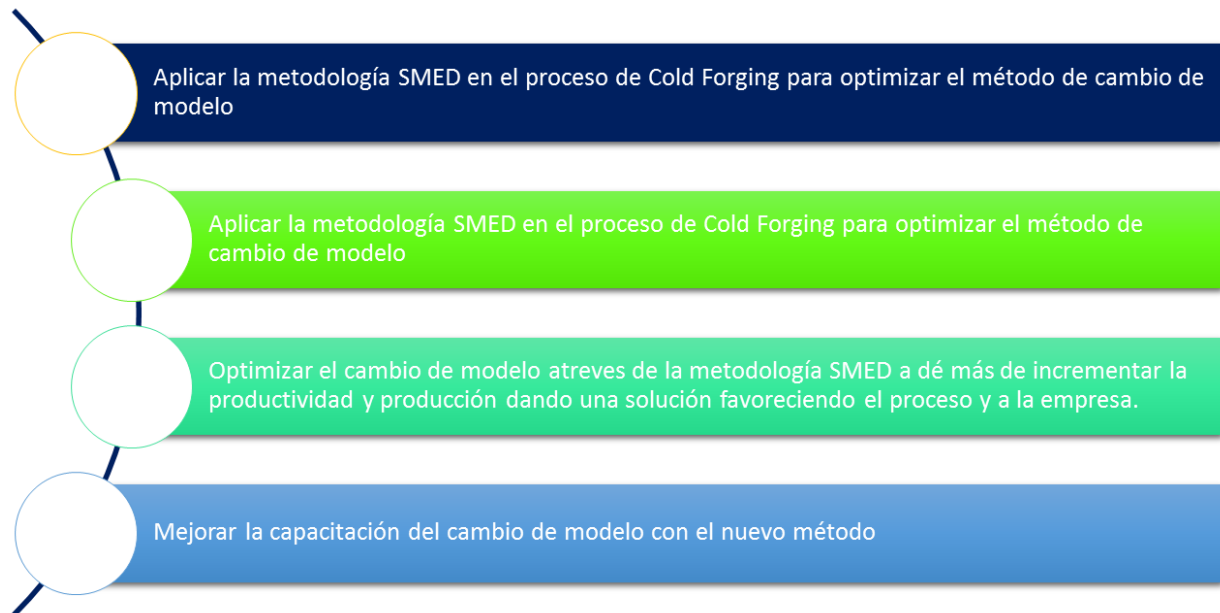 Aplicar la metodología SMED en el proceso de Cold Forging para optimizar el método de cambio de
modelo
Aplicar la metodología SMED en el proceso de Cold Forging para optimizar el método de
cambio de modelo
Optimizar el cambio de modelo atreves de la metodología SMED a dé más de incrementar la
productividad y producción dando una solución favoreciendo el proceso y a la empresa.
Mejorar la capacitación del cambio de modelo con el nuevo método